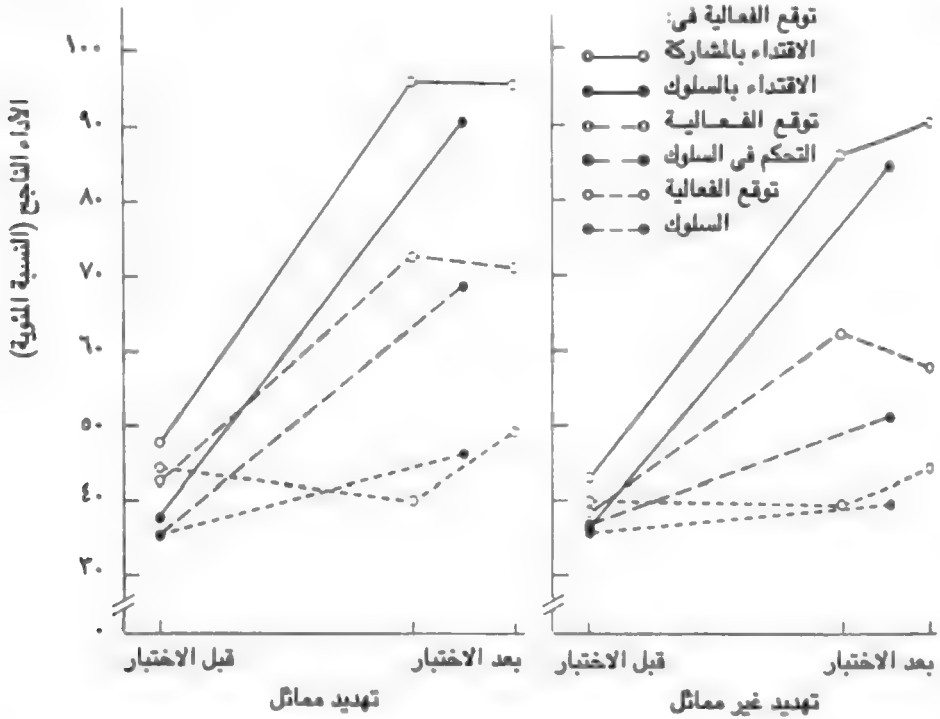 توقع الفعالية فى:
الاقتداء بالمشاركة
الاقتداء بالسلوك
توقع الفعالية
التحكم فى السلوك
توقع الفعالية
السلوك
الأداء الناجح (النسبة المئوية)
١٠٠
٩٠
٨٠
٧٠
٦٠
٥٠
٤٠
٣٠
٠
قبل الاختبار
بعد الاختبار
تهديد مماثل
قبل الاختبار
بعد الاختبار
تهديد غير مماثل